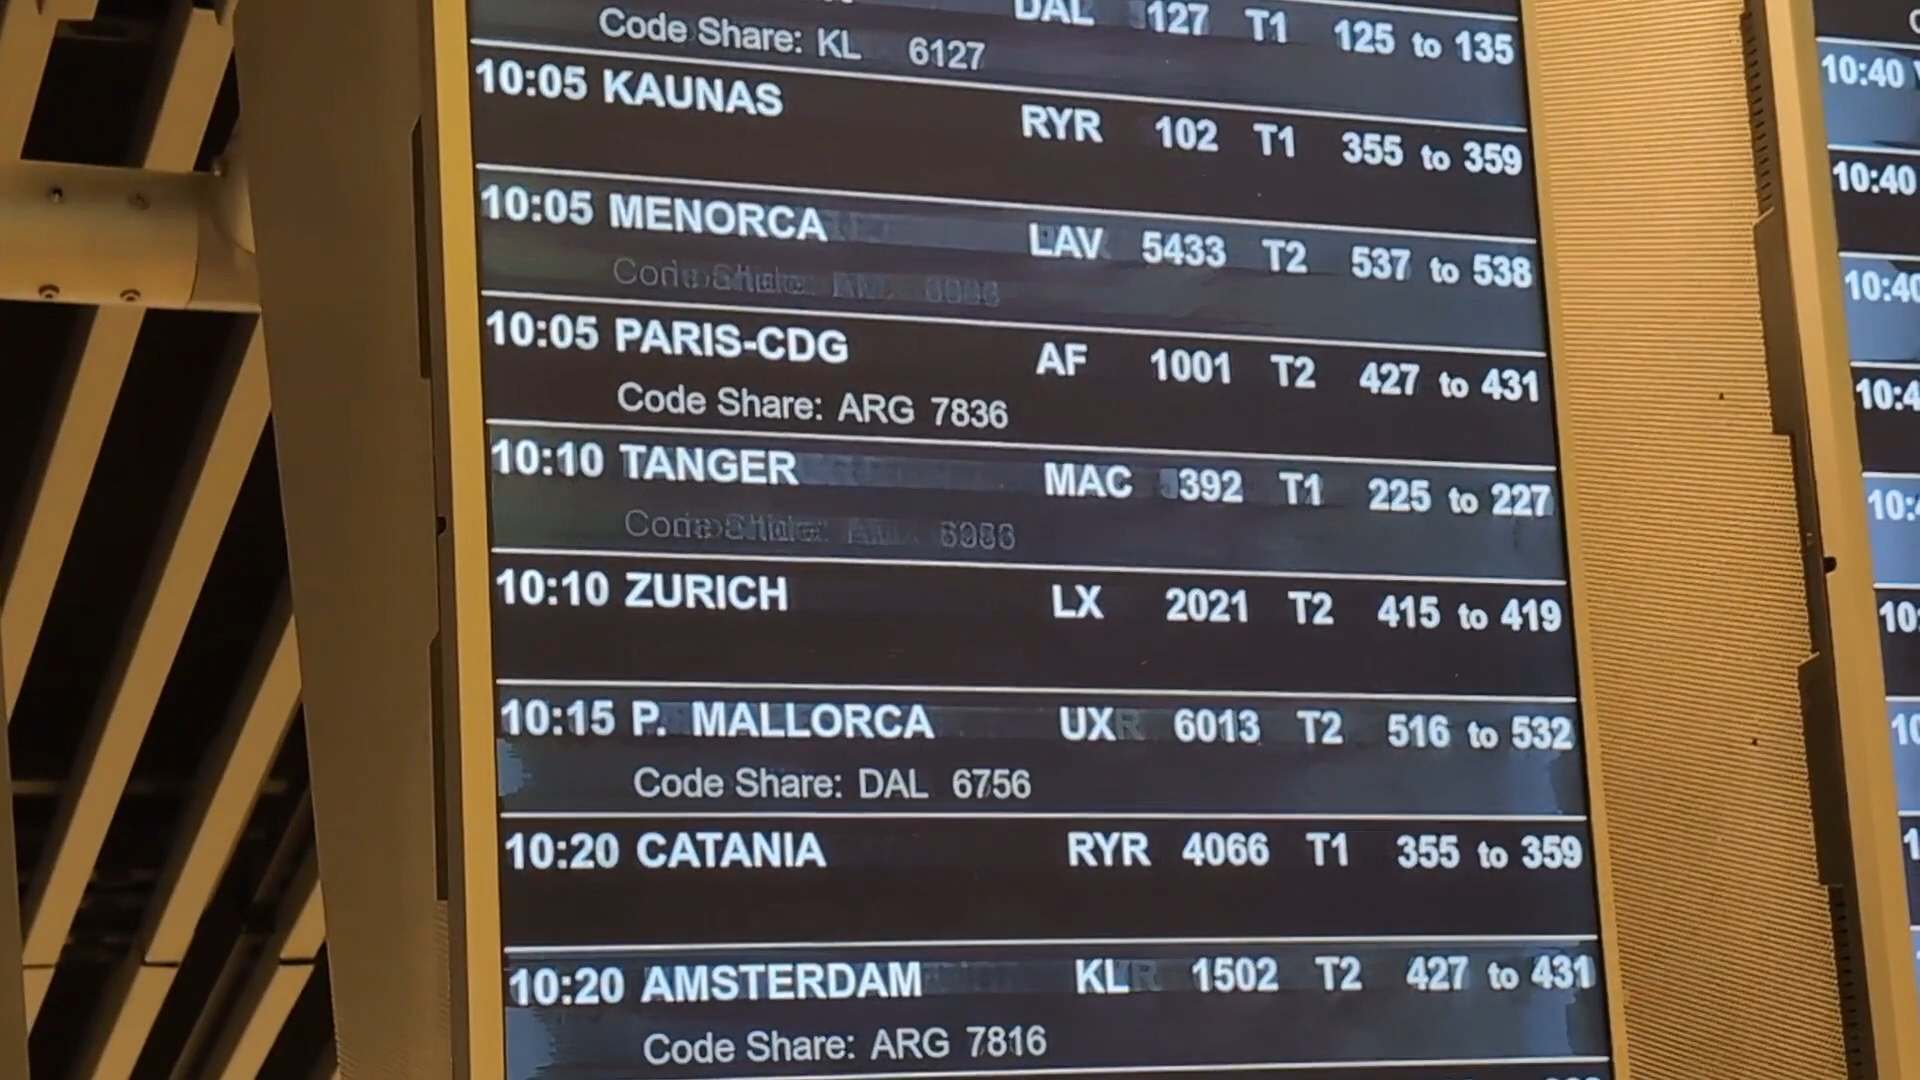 DAL 127 T1 125 to 135
Code Share: KL 6127
10:05 KAUNAS RYR 102 T1 355 to 359
10:05 MENORCA LAV 5433 T2 537 to 538
10:05 PARIS-CDG AF 1001 T2 427 to 431
Code Share: ARG 7836
10:10 TANGER MAC 392 T1 225 to 227
10:10 ZURICH LX 2021 T2 415 to 419
10:15 P. MALLORCA UX 6013 T2 516 to 532
Code Share: DAL 6756
10:20 CATANIA RYR 4066 T1 355 to 359
10:20 AMSTERDAM KL 1502 T2 427 to 431
Code Share: ARG 7816
10:40
10:40
10:40